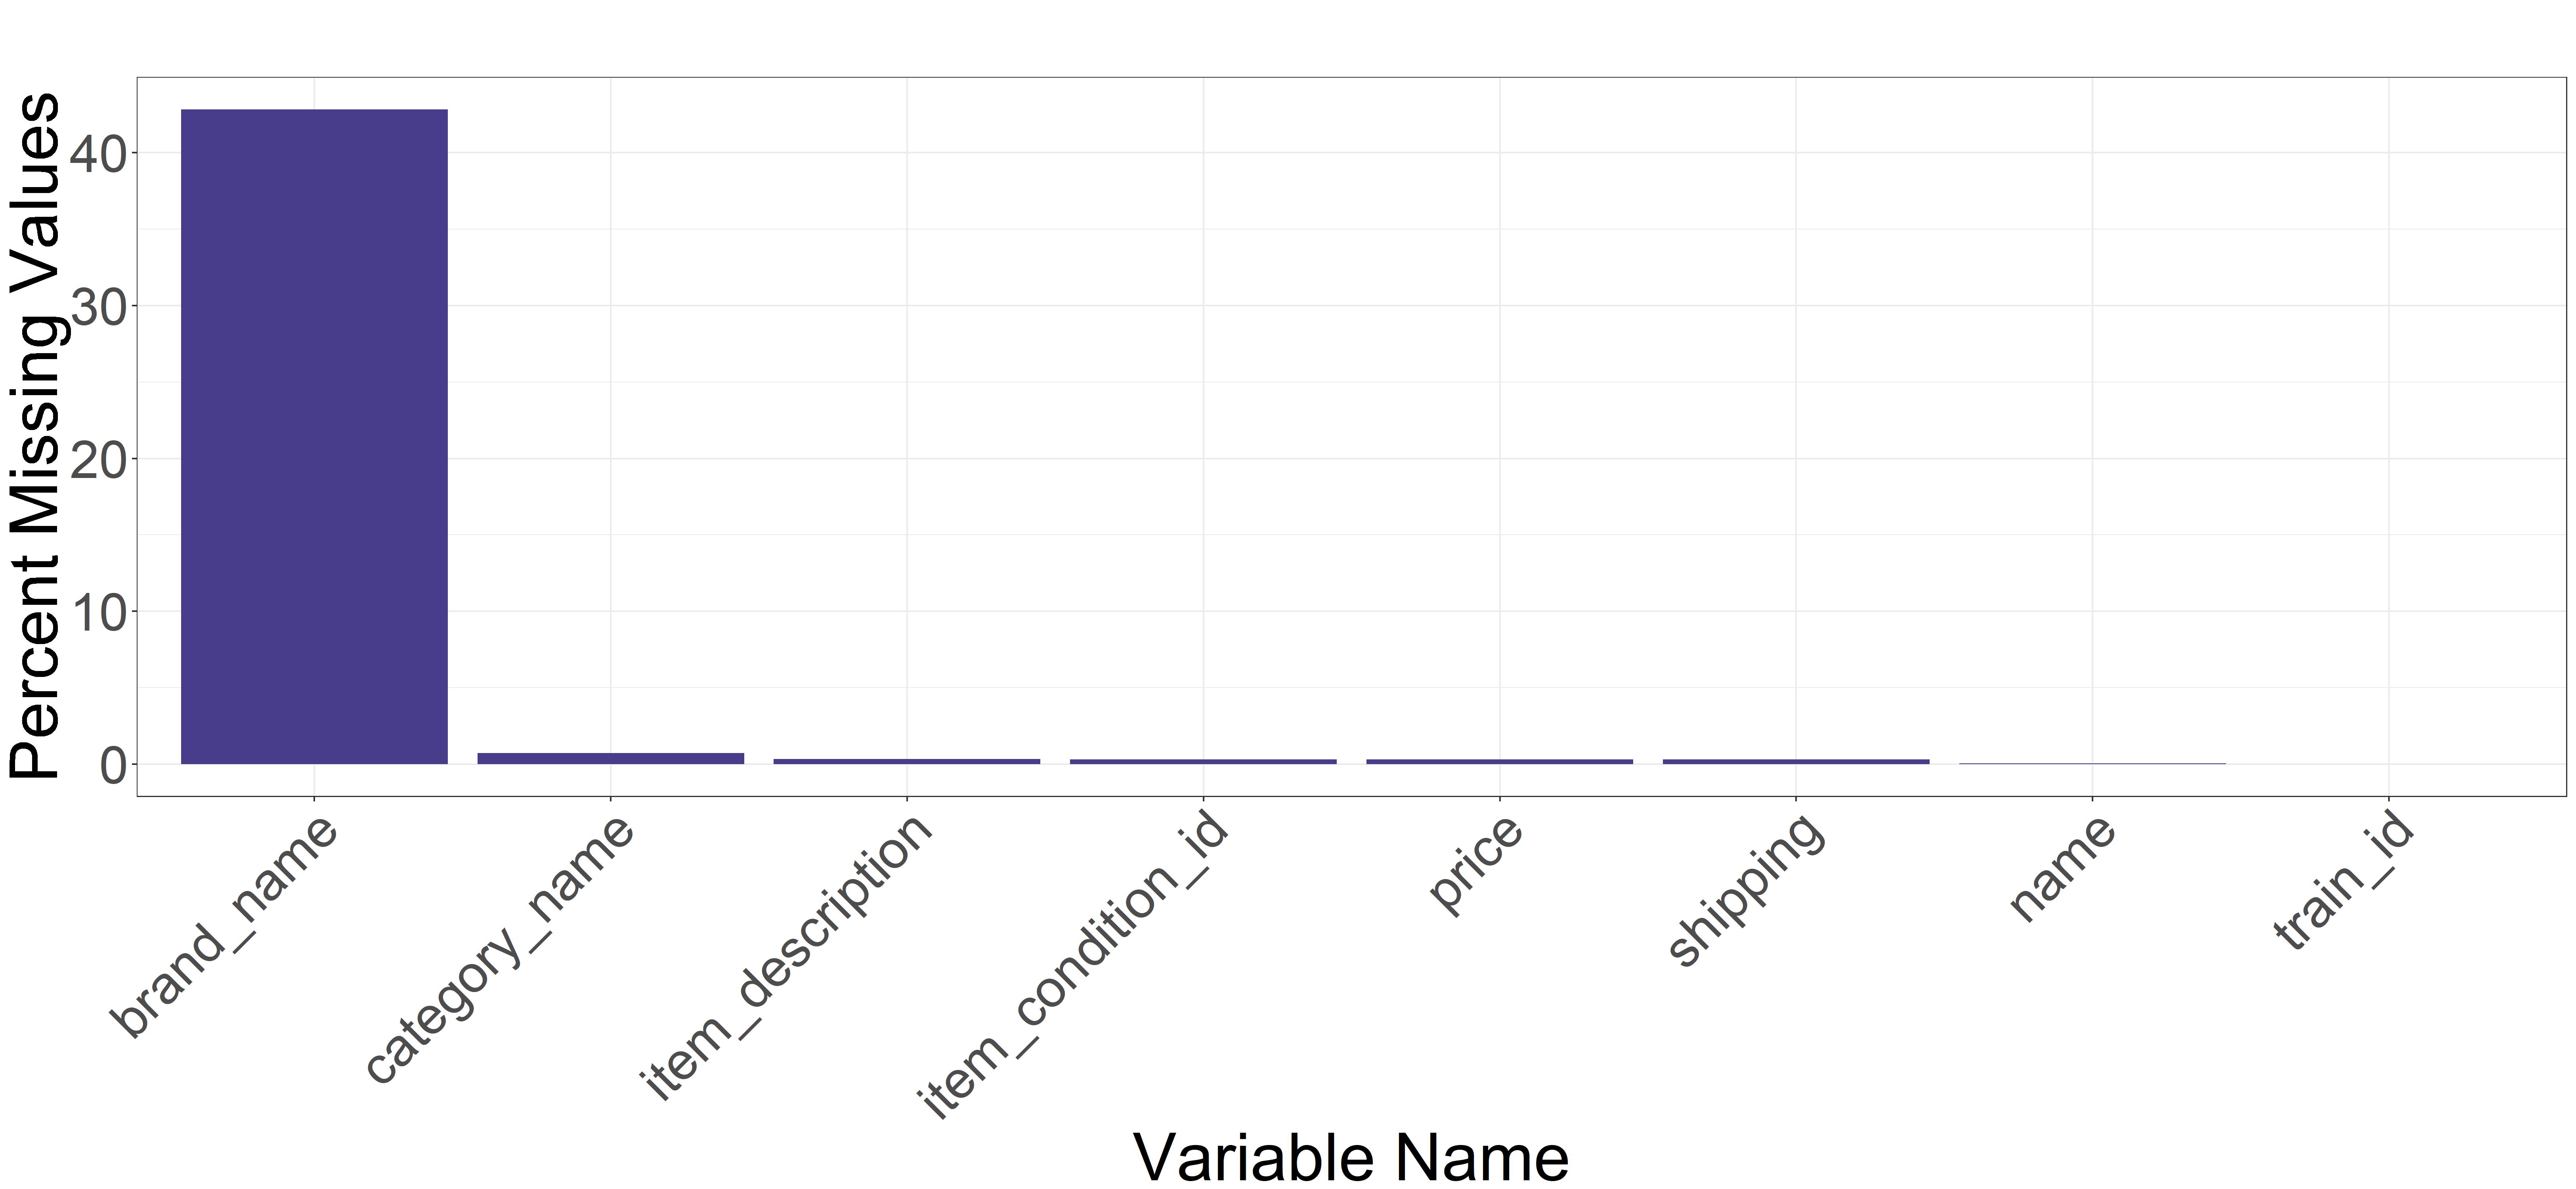 Percent Missing Values
40
30
20
10
0
brand_name
category_name
item_description
item_condition_id
price
shipping
name
train_id
Variable Name